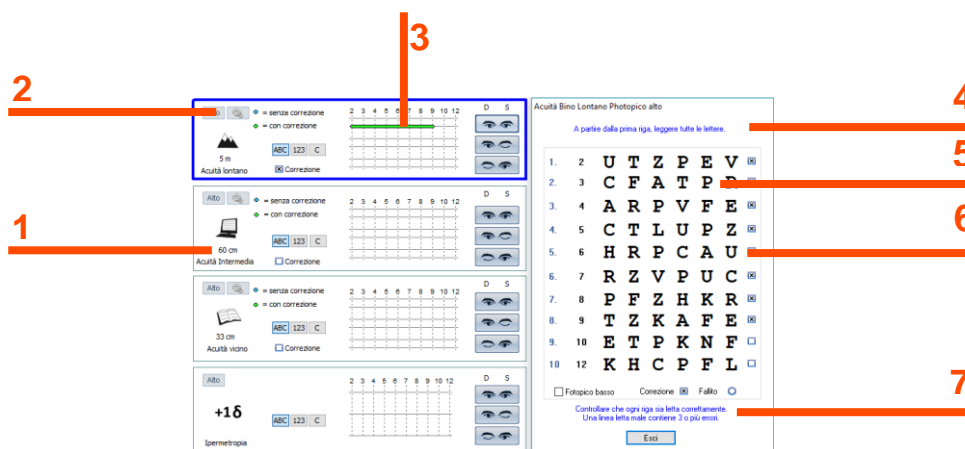 3
2
1
4
5
6
7
Alto
= senza correzione
2 3 4 5 6 7 8 9 10 12
D S
= con correzione
ABC 123 C
5 m
Acuità lontano
Correzione
Alto
= senza correzione
2 3 4 5 6 7 8 9 10 12
D S
= con correzione
ABC 123 C
60 cm
Acuità Intermedia
Correzione
Alto
= senza correzione
2 3 4 5 6 7 8 9 10 12
D S
= con correzione
ABC 123 C
33 cm
Acuità vicino
Correzione
Alto
2 3 4 5 6 7 8 9 10 12
D S
+1δ
ABC 123 C
Ipermetropia
Acuità Bino Lontano Photopico alto
A partire dalla prima riga, leggere tutte le lettere.
1. 2 U T Z P E V
2. 3 C F A T P R
3. 4 A R P V F E
4. 5 C T L U P Z
5. 6 H R P C A U
6. 7 R Z V P U C
7. 8 P F Z H K R
8. 9 T Z K A F E
9. 10 E T P K N F
10 12 K H C P F L
Fotopico basso Correzione Fallito
Controllare che ogni riga sia letta correttamente.
Una linea letta male contiene 3 o più errori.
Esci